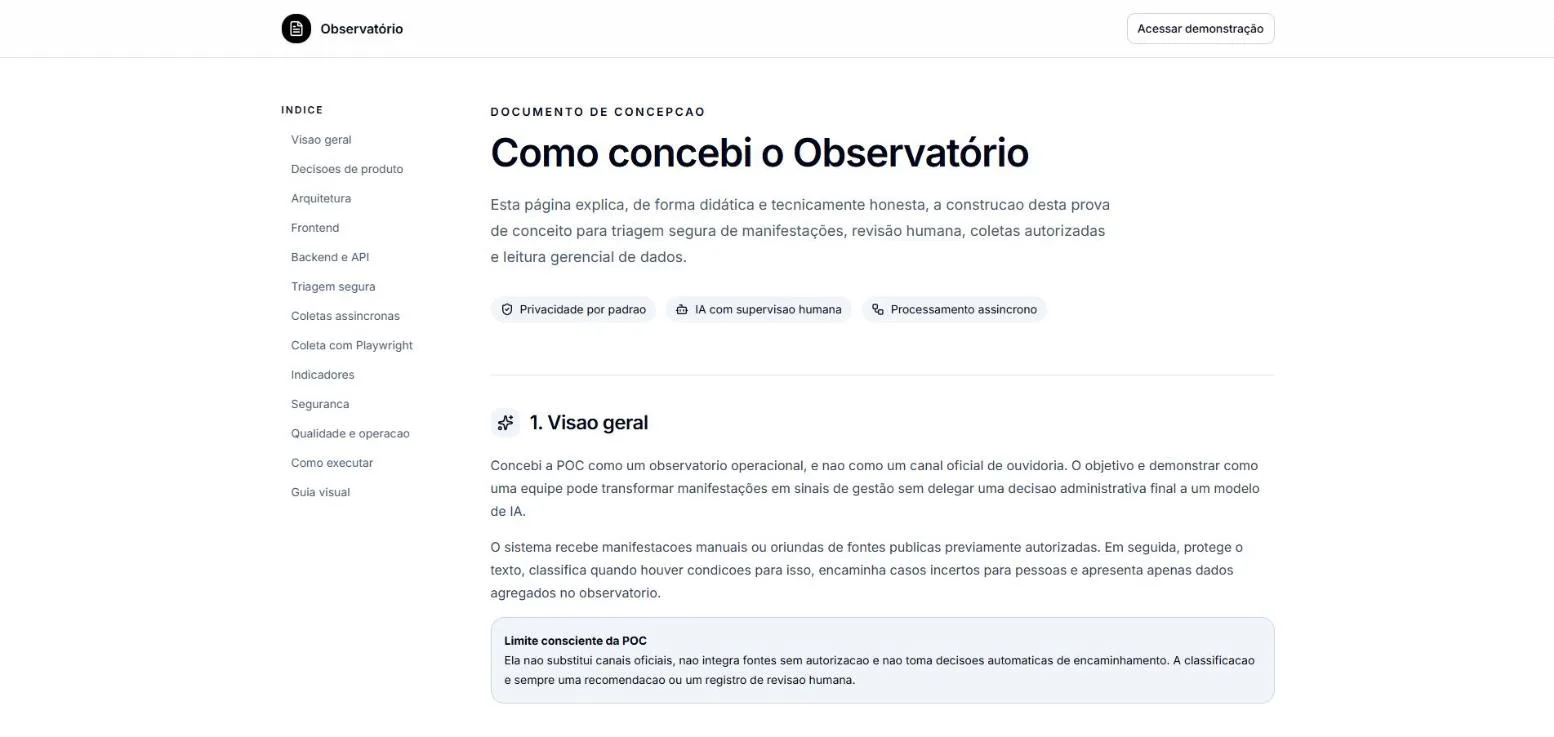 Observatório
Acessar demonstração
INDICE
Visao geral
Decisoes de produto
Arquitetura
Frontend
Backend e API
Triagem segura
Coletas assincronas
Coleta com Playwright
Indicadores
Seguranca
Qualidade e operacao
Como executar
Guia visual
DOCUMENTO DE CONCEPCAO
Como concebi o Observatório
Esta página explica, de forma didática e tecnicamente honesta, a construcao desta prova
de conceito para triagem segura de manifestações, revisão humana, coletas autorizadas
e leitura gerencial de dados.
Privacidade por padrao
IA com supervisao humana
Processamento assincrono
1. Visao geral
Concebi a POC como um observatorio operacional, e nao como um canal oficial de ouvidoria. O objetivo e demonstrar como
uma equipe pode transformar manifestações em sinais de gestão sem delegar uma decisao administrativa final a um modelo
de IA.
O sistema recebe manifestacoes manuais ou oriundas de fontes publicas previamente autorizadas. Em seguida, protege o
texto, classifica quando houver condicoes para isso, encaminha casos incertos para pessoas e apresenta apenas dados
agregados no observatorio.
Limite consciente da POC
Ela nao substitui canais oficiais, nao integra fontes sem autorizacao e nao toma decisoes automaticas de encaminhamento. A classificacao
e sempre uma recomendacao ou um registro de revisao humana.